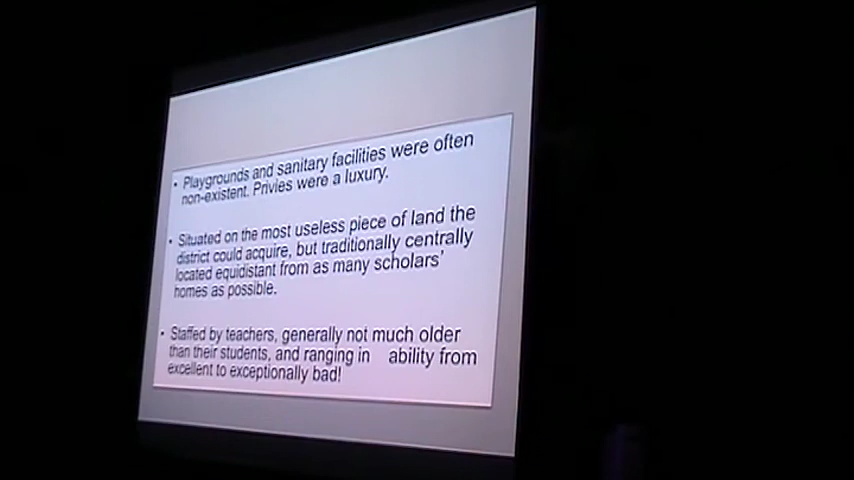 • Playgrounds and sanitary facilities were often
non-existent. Privies were a luxury.
• Situated on the most useless piece of land the
district could acquire, but traditionally centrally
located equidistant from as many scholars'
homes as possible.
• Staffed by teachers, generally not much older
than their students, and ranging in ability from
excellent to exceptionally bad!